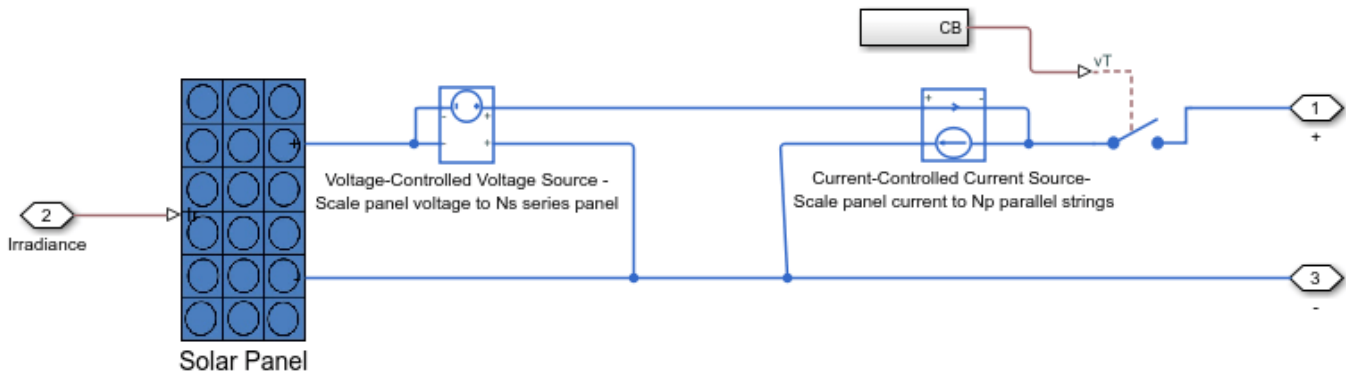 CB
vT
1
+
+ -
- +
- +
+
Voltage-Controlled Voltage Source -
Scale panel voltage to Ns series panel
Current-Controlled Current Source-
Scale panel current to Np parallel strings
2
Ir
Irradiance
-
3
-
Solar Panel